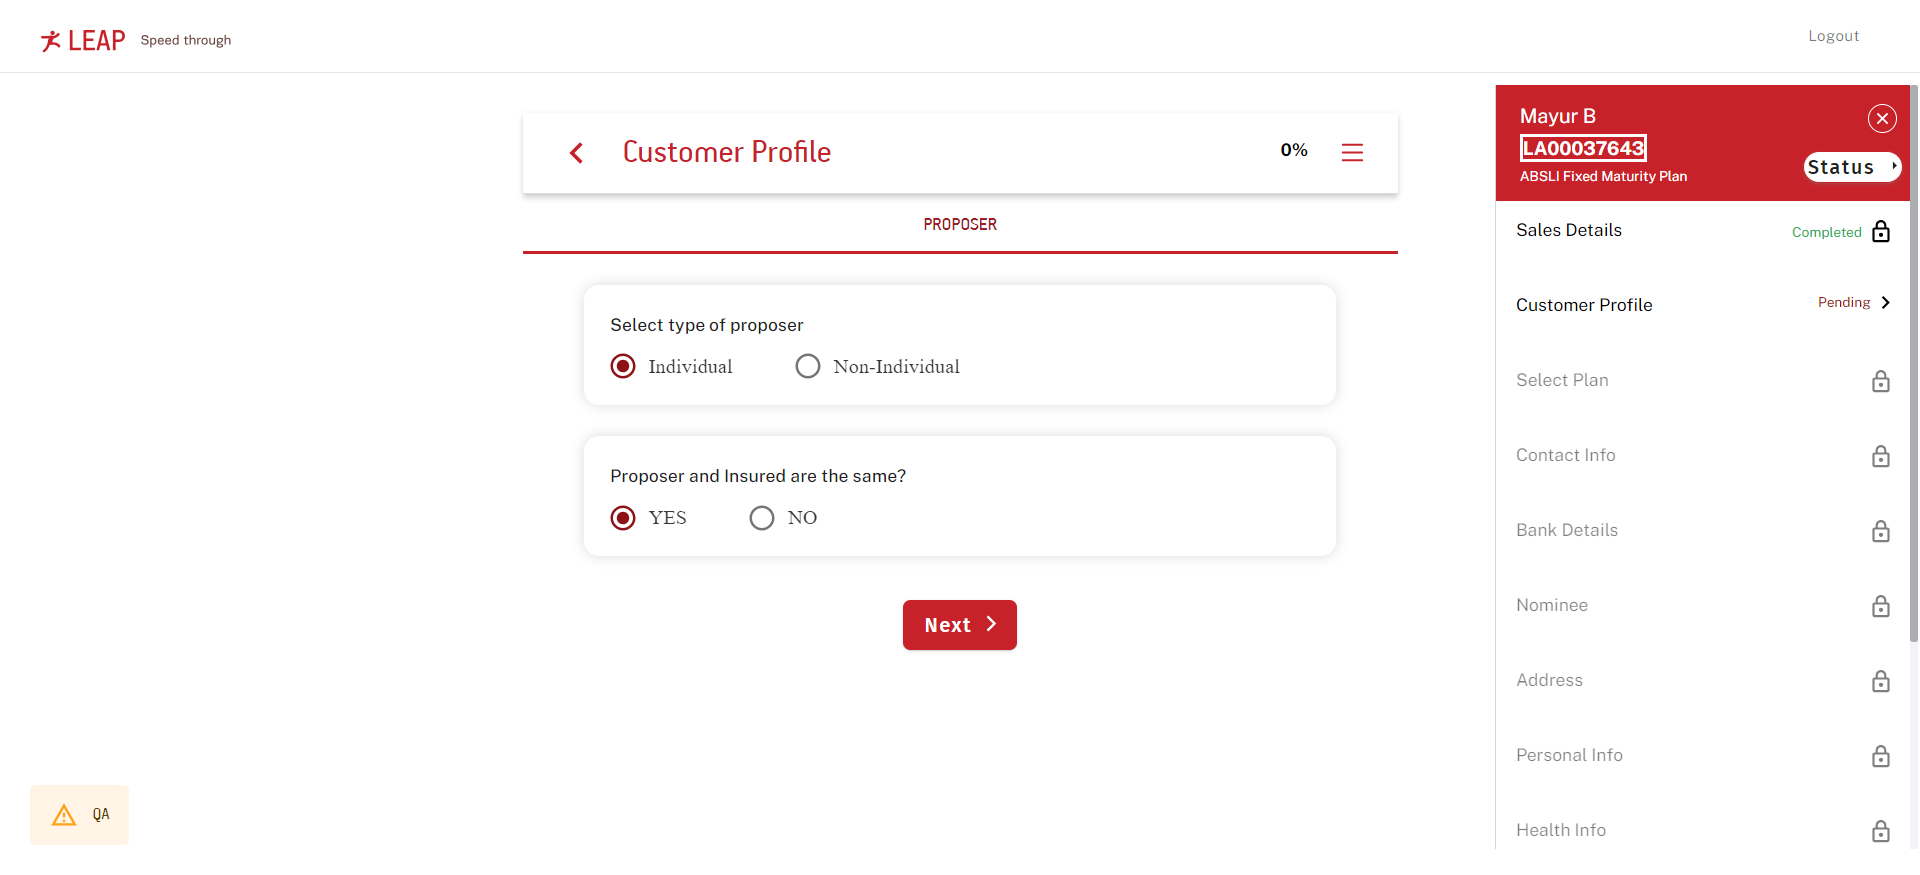 LEAP Speed through
Logout
Customer Profile
0%
PROPOSER
Select type of proposer
Individual
Non-Individual
Proposer and Insured are the same?
YES
NO
Next
QA
Mayur B
LA00037643
ABSLI Fixed Maturity Plan
Status
Sales Details
Completed
Customer Profile
Pending
Select Plan
Contact Info
Bank Details
Nominee
Address
Personal Info
Health Info